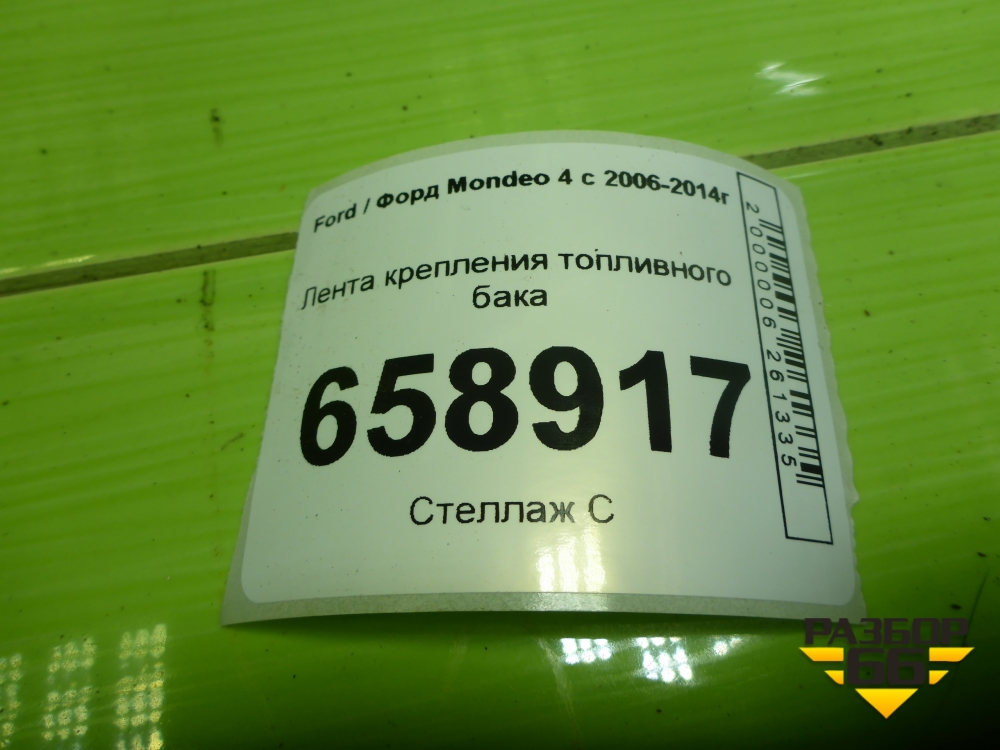 Ford / Форд Mondeo 4 с 2006-2014г
Лента крепления топливного
бака
658917
Стеллаж С
2000006261335
РАЗБОР
66